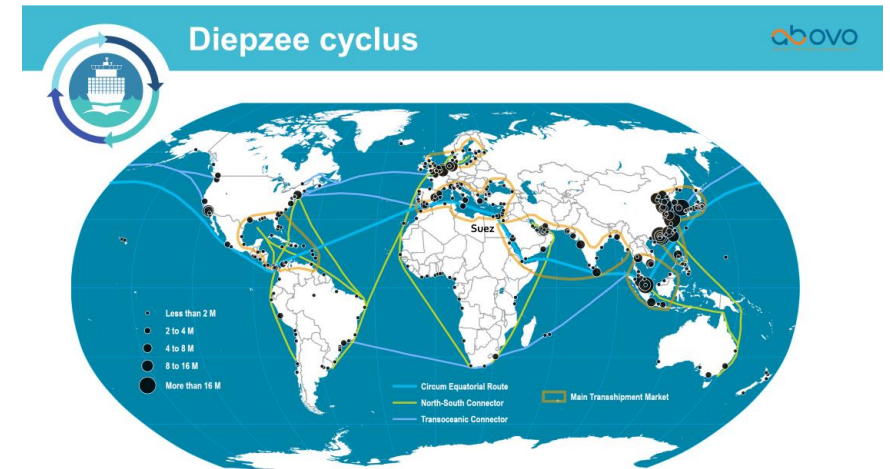 Diepzee cyclus
abovo
Suez
Less than 2 M
2 to 4 M
4 to 8 M
8 to 16 M
More than 16 M
Circum Equatorial Route
North-South Connector
Transoceanic Connector
Main Transshipment Market